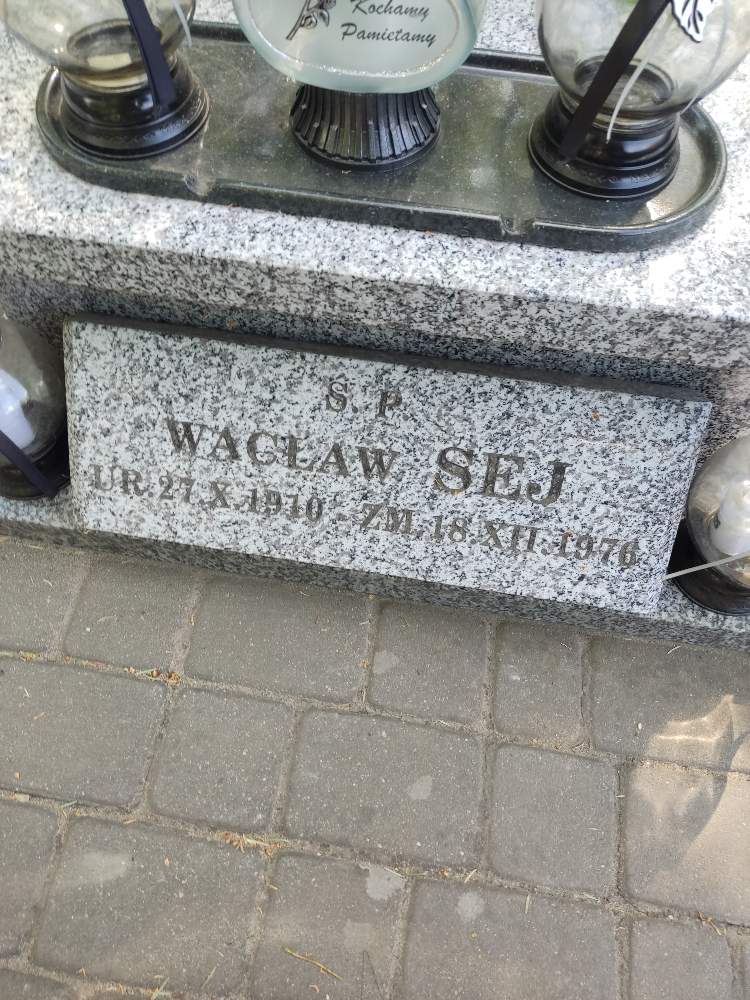 Kochamy
Pamiętamy
Ś. P.
WACŁAW SEJ
UR. 27.X.1910 - ZM. 18.XII.1976